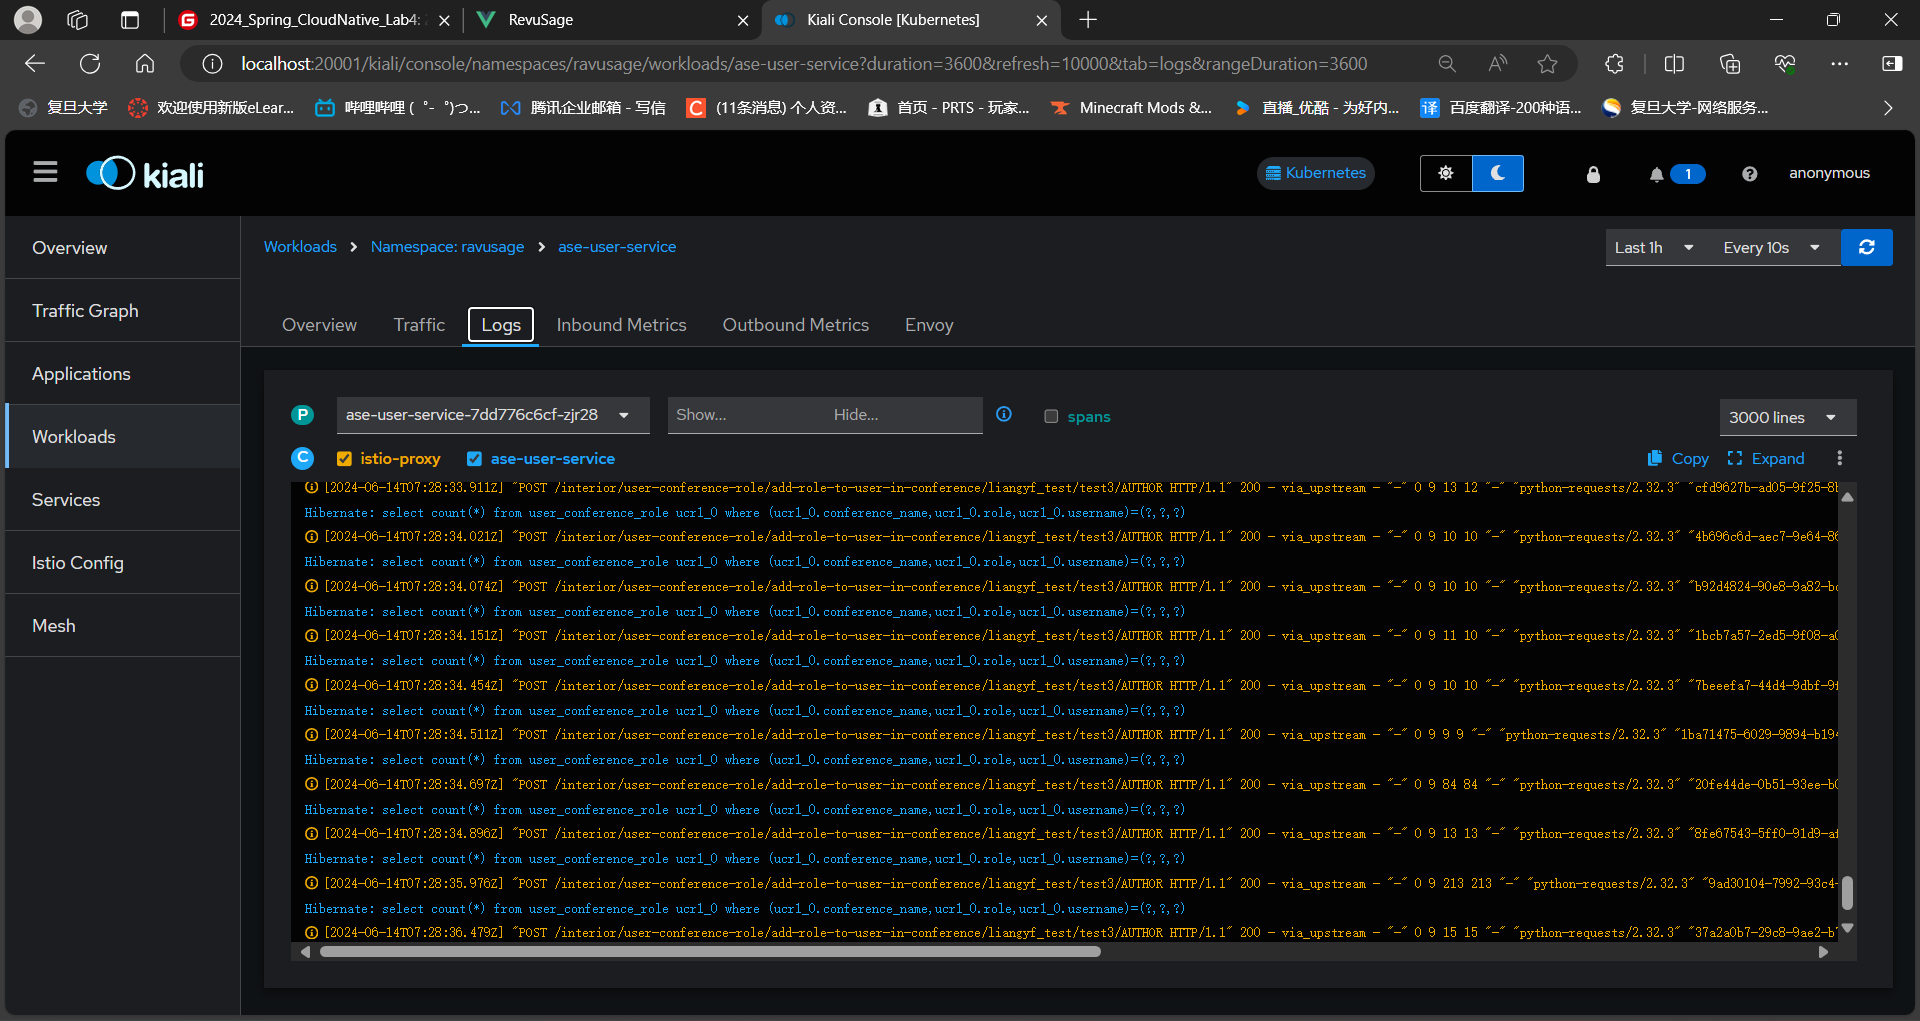 2024_Spring_CloudNative_Lab4:
RevuSage
Kiali Console [Kubernetes]
localhost:20001/kiali/console/namespaces/ravusage/workloads/ase-user-service?duration=3600&refresh=10000&tab=logs&rangeDuration=3600
复旦大学
欢迎使用新版eLear...
哔哩哔哩 ( ゜- ゜)つ...
腾讯企业邮箱 - 写信
(11条消息) 个人资...
首页 - PRTS - 玩家...
Minecraft Mods &...
直播_优酷 - 为好内...
译 百度翻译-200种语...
复旦大学-网络服务...
kiali
Kubernetes
1
anonymous
Overview
Traffic Graph
Applications
Workloads
Services
Istio Config
Mesh
Workloads > Namespace: ravusage > ase-user-service
Last 1h
Every 10s
Overview Traffic Logs Inbound Metrics Outbound Metrics Envoy
P ase-user-service-7dd776c6cf-zjr28 Show... Hide... spans 3000 lines
C istio-proxy ase-user-service Copy Expand
[2024-06-14T07:28:33.911Z] "POST /interior/user-conference-role/add-role-to-user-in-conference/liangyf_test/test3/AUTHOR HTTP/1.1" 200 - via_upstream - "-" 0 9 13 12 "-" "python-requests/2.32.3" "cfd9627b-ad05-9f25-8
Hibernate: select count(*) from user_conference_role ucr1_0 where (ucr1_0.conference_name,ucr1_0.role,ucr1_0.username)=(?,?,?)
[2024-06-14T07:28:34.021Z] "POST /interior/user-conference-role/add-role-to-user-in-conference/liangyf_test/test3/AUTHOR HTTP/1.1" 200 - via_upstream - "-" 0 9 10 10 "-" "python-requests/2.32.3" "4b696c6d-aec7-9e64-8
Hibernate: select count(*) from user_conference_role ucr1_0 where (ucr1_0.conference_name,ucr1_0.role,ucr1_0.username)=(?,?,?)
[2024-06-14T07:28:34.074Z] "POST /interior/user-conference-role/add-role-to-user-in-conference/liangyf_test/test3/AUTHOR HTTP/1.1" 200 - via_upstream - "-" 0 9 10 10 "-" "python-requests/2.32.3" "b92d4824-90e8-9a82-b
Hibernate: select count(*) from user_conference_role ucr1_0 where (ucr1_0.conference_name,ucr1_0.role,ucr1_0.username)=(?,?,?)
[2024-06-14T07:28:34.151Z] "POST /interior/user-conference-role/add-role-to-user-in-conference/liangyf_test/test3/AUTHOR HTTP/1.1" 200 - via_upstream - "-" 0 9 11 10 "-" "python-requests/2.32.3" "1bcb7a57-2ed5-9f08-a
Hibernate: select count(*) from user_conference_role ucr1_0 where (ucr1_0.conference_name,ucr1_0.role,ucr1_0.username)=(?,?,?)
[2024-06-14T07:28:34.454Z] "POST /interior/user-conference-role/add-role-to-user-in-conference/liangyf_test/test3/AUTHOR HTTP/1.1" 200 - via_upstream - "-" 0 9 10 10 "-" "python-requests/2.32.3" "7beeefa7-44d4-9dbf-9
Hibernate: select count(*) from user_conference_role ucr1_0 where (ucr1_0.conference_name,ucr1_0.role,ucr1_0.username)=(?,?,?)
[2024-06-14T07:28:34.511Z] "POST /interior/user-conference-role/add-role-to-user-in-conference/liangyf_test/test3/AUTHOR HTTP/1.1" 200 - via_upstream - "-" 0 9 9 9 "-" "python-requests/2.32.3" "1ba71475-6029-9894-b19
Hibernate: select count(*) from user_conference_role ucr1_0 where (ucr1_0.conference_name,ucr1_0.role,ucr1_0.username)=(?,?,?)
[2024-06-14T07:28:34.697Z] "POST /interior/user-conference-role/add-role-to-user-in-conference/liangyf_test/test3/AUTHOR HTTP/1.1" 200 - via_upstream - "-" 0 9 84 84 "-" "python-requests/2.32.3" "20fe44de-0b51-93ee-b
Hibernate: select count(*) from user_conference_role ucr1_0 where (ucr1_0.conference_name,ucr1_0.role,ucr1_0.username)=(?,?,?)
[2024-06-14T07:28:34.896Z] "POST /interior/user-conference-role/add-role-to-user-in-conference/liangyf_test/test3/AUTHOR HTTP/1.1" 200 - via_upstream - "-" 0 9 13 13 "-" "python-requests/2.32.3" "8fe67543-5ff0-91d9-a
Hibernate: select count(*) from user_conference_role ucr1_0 where (ucr1_0.conference_name,ucr1_0.role,ucr1_0.username)=(?,?,?)
[2024-06-14T07:28:35.976Z] "POST /interior/user-conference-role/add-role-to-user-in-conference/liangyf_test/test3/AUTHOR HTTP/1.1" 200 - via_upstream - "-" 0 9 213 213 "-" "python-requests/2.32.3" "9ad30104-7992-93c4-
Hibernate: select count(*) from user_conference_role ucr1_0 where (ucr1_0.conference_name,ucr1_0.role,ucr1_0.username)=(?,?,?)
[2024-06-14T07:28:36.479Z] "POST /interior/user-conference-role/add-role-to-user-in-conference/liangyf_test/test3/AUTHOR HTTP/1.1" 200 - via_upstream - "-" 0 9 15 15 "-" "python-requests/2.32.3" "37a2a0b7-29c8-9ae2-b